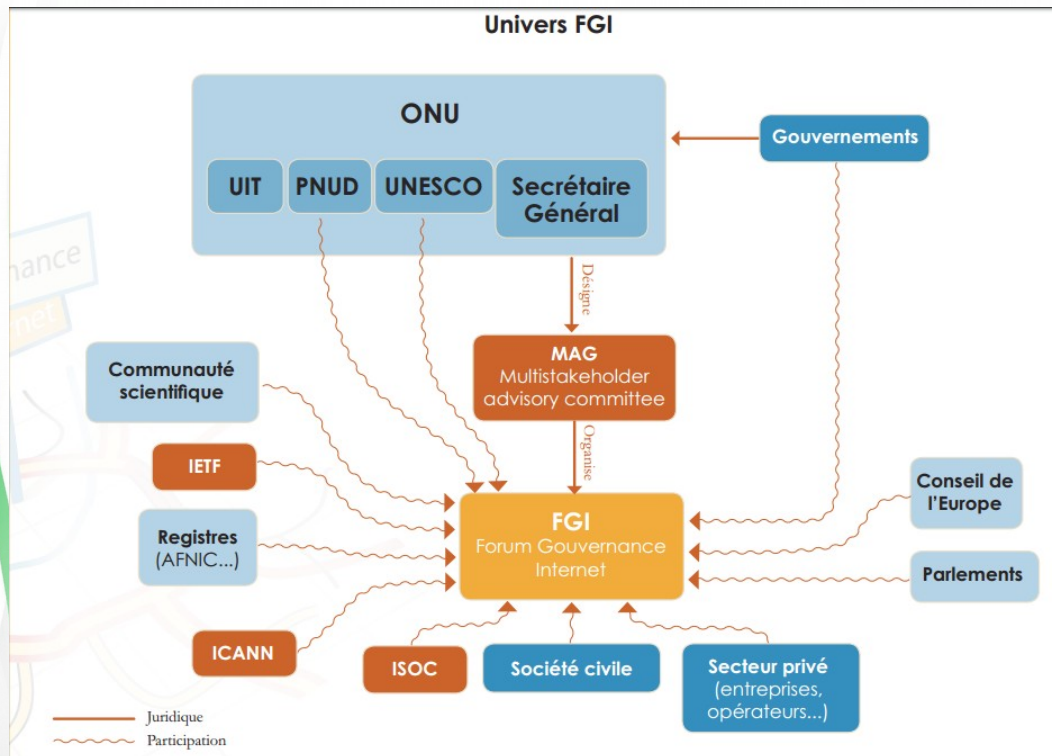 Univers FGI
ONU
UIT
PNUD
UNESCO
Secrétaire
Général
Gouvernements
Désigne
MAG
Multistakeholder
advisory committee
Organise
Communauté
scientifique
IETF
Registres
(AFNIC...)
ICANN
FGI
Forum Gouvernance
Internet
Conseil de
l'Europe
Parlements
ISOC
Société civile
Secteur privé
(entreprises,
opérateurs...)
Juridique
Participation